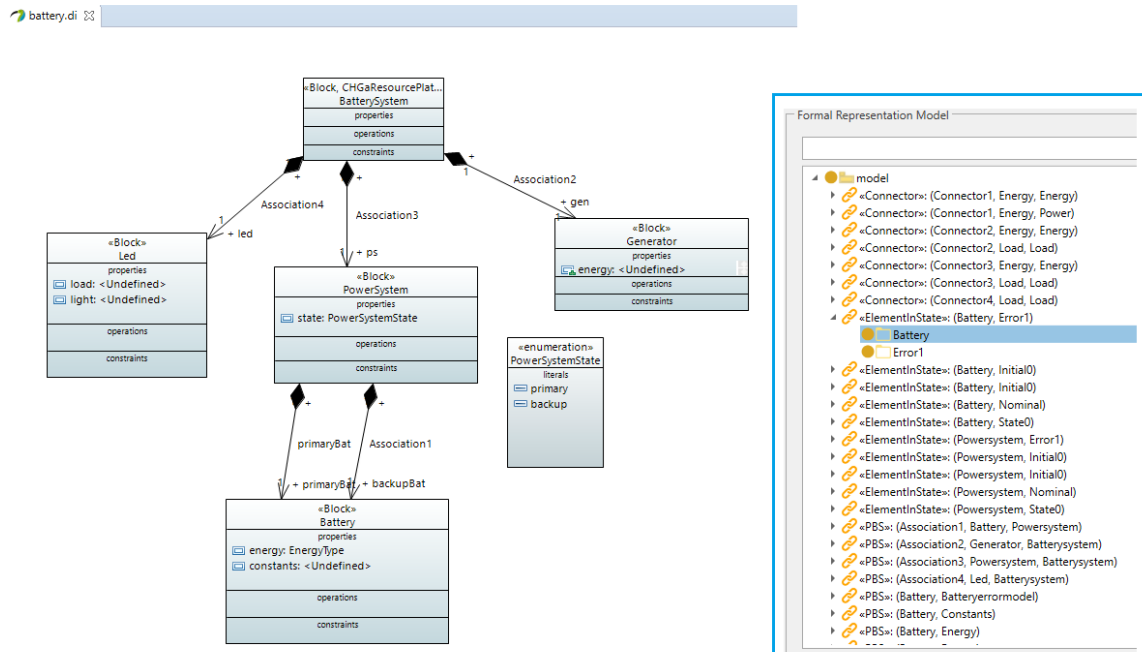 battery.di
«Block, CHGaResourcePlat...
BatterySystem
properties
operations
constraints
+
+
+
1
Association4
Association3
Association2
1
+ led
1
+ ps
+ gen
1
«Block»
Led
properties
load: <Undefined>
light: <Undefined>
operations
constraints
«Block»
PowerSystem
properties
state: PowerSystemState
operations
constraints
«Block»
Generator
properties
energy: <Undefined>
operations
constraints
«enumeration»
PowerSystemState
literals
primary
backup
+
+
primaryBat
Association1
1
+ primaryBat
1
+ backupBat
«Block»
Battery
properties
energy: EnergyType
constants: <Undefined>
operations
constraints
Formal Representation Model
model
«Connector»: (Connector1, Energy, Energy)
«Connector»: (Connector1, Energy, Power)
«Connector»: (Connector2, Energy, Energy)
«Connector»: (Connector2, Load, Load)
«Connector»: (Connector3, Energy, Energy)
«Connector»: (Connector3, Load, Load)
«Connector»: (Connector4, Load, Load)
«ElementInState»: (Battery, Error1)
Battery
Error1
«ElementInState»: (Battery, Initial0)
«ElementInState»: (Battery, Initial0)
«ElementInState»: (Battery, Nominal)
«ElementInState»: (Battery, State0)
«ElementInState»: (Powersystem, Error1)
«ElementInState»: (Powersystem, Initial0)
«ElementInState»: (Powersystem, Initial0)
«ElementInState»: (Powersystem, Nominal)
«ElementInState»: (Powersystem, State0)
«PBS»: (Association1, Battery, Powersystem)
«PBS»: (Association2, Generator, Batterysystem)
«PBS»: (Association3, Powersystem, Batterysystem)
«PBS»: (Association4, Led, Batterysystem)
«PBS»: (Battery, Batteryerrormodel)
«PBS»: (Battery, Constants)
«PBS»: (Battery, Energy)